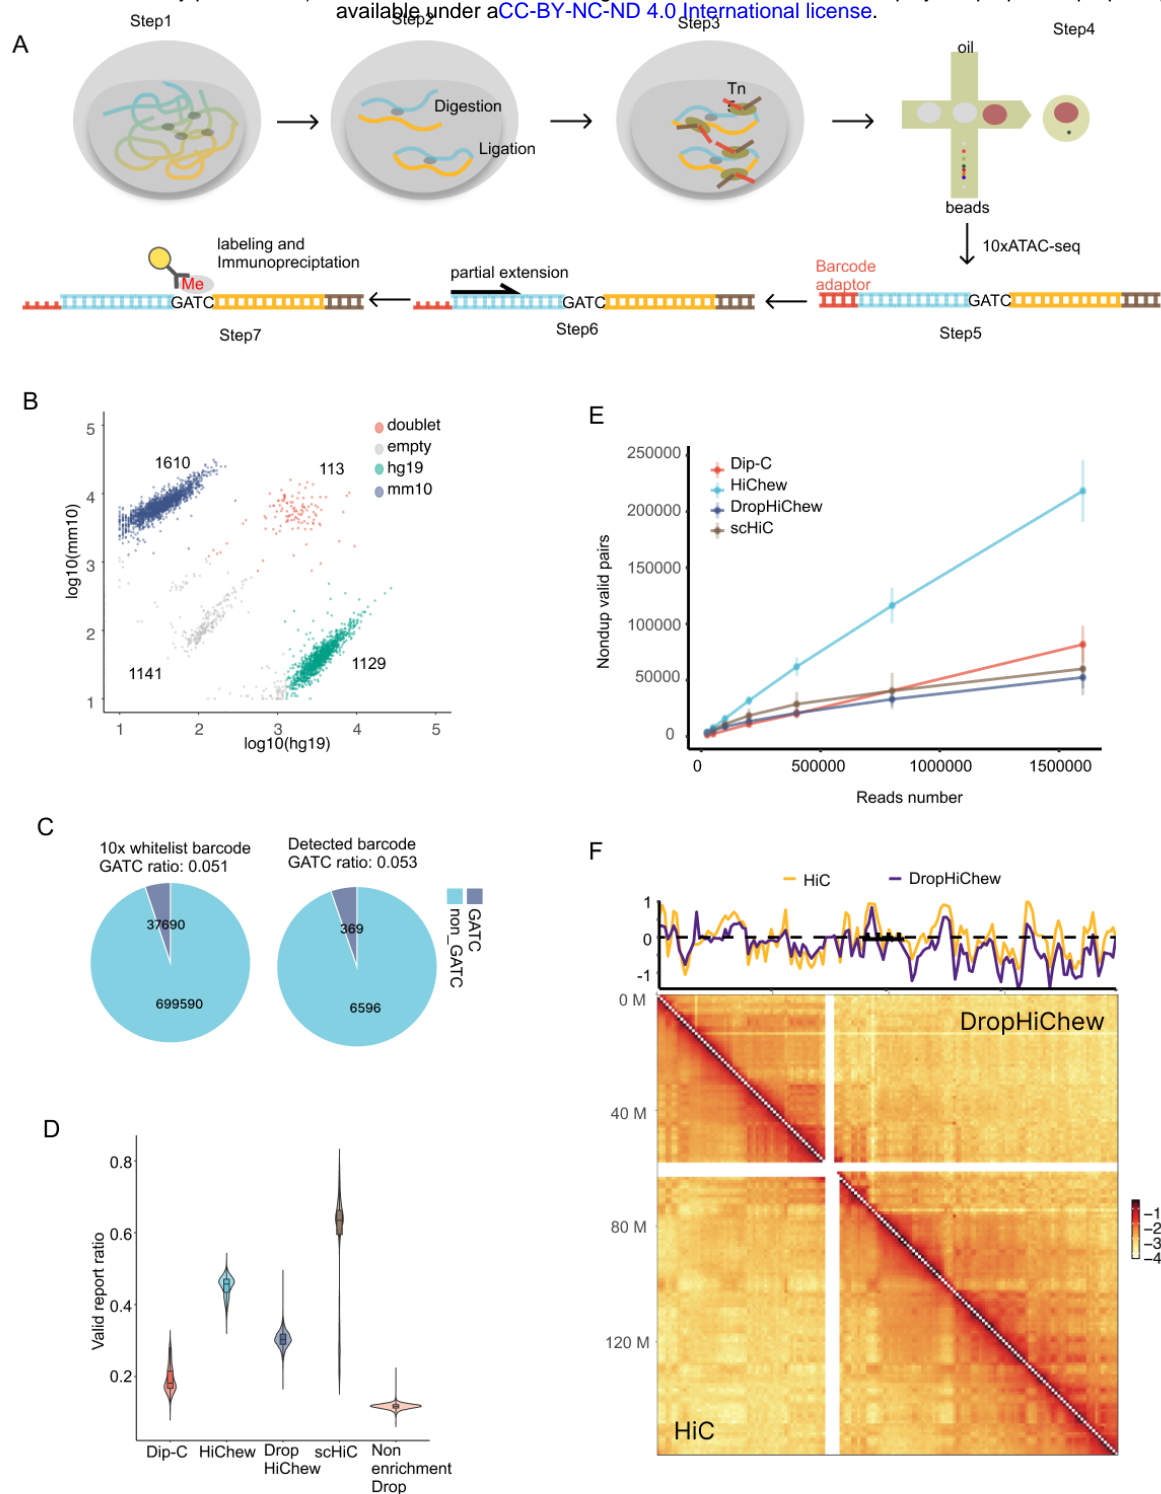 available under aCC-BY-NC-ND 4.0 International license.
A
Step1
Step2
Step3
Step4
Digestion
Ligation
Tn
oil
beads
10xATAC-seq
labeling and
Immunopreciptation
Me
GATC
Step7
partial extension
GATC
Step6
Barcode
adaptor
GATC
Step5
B
5
4
3
2
1
log10(mm10)
1610
113
1141
1129
doublet
empty
hg19
mm10
1
2
3
4
5
log10(hg19)
C
10x whitelist barcode
GATC ratio: 0.051
37690
699590
Detected barcode
GATC ratio: 0.053
369
6596
GATC
non_GATC
D
0.8
0.6
0.4
0.2
Valid report ratio
Dip-C
HiChew
Drop
HiChew
scHiC
Non
enrichment
Drop
E
250000
200000
150000
100000
50000
0
Nondup valid pairs
Dip-C
HiChew
DropHiChew
scHiC
0
500000
1000000
1500000
Reads number
F
HiC
DropHiChew
1
0
-1
0 M
40 M
80 M
120 M
DropHiChew
HiC
−1
−2
−3
−4